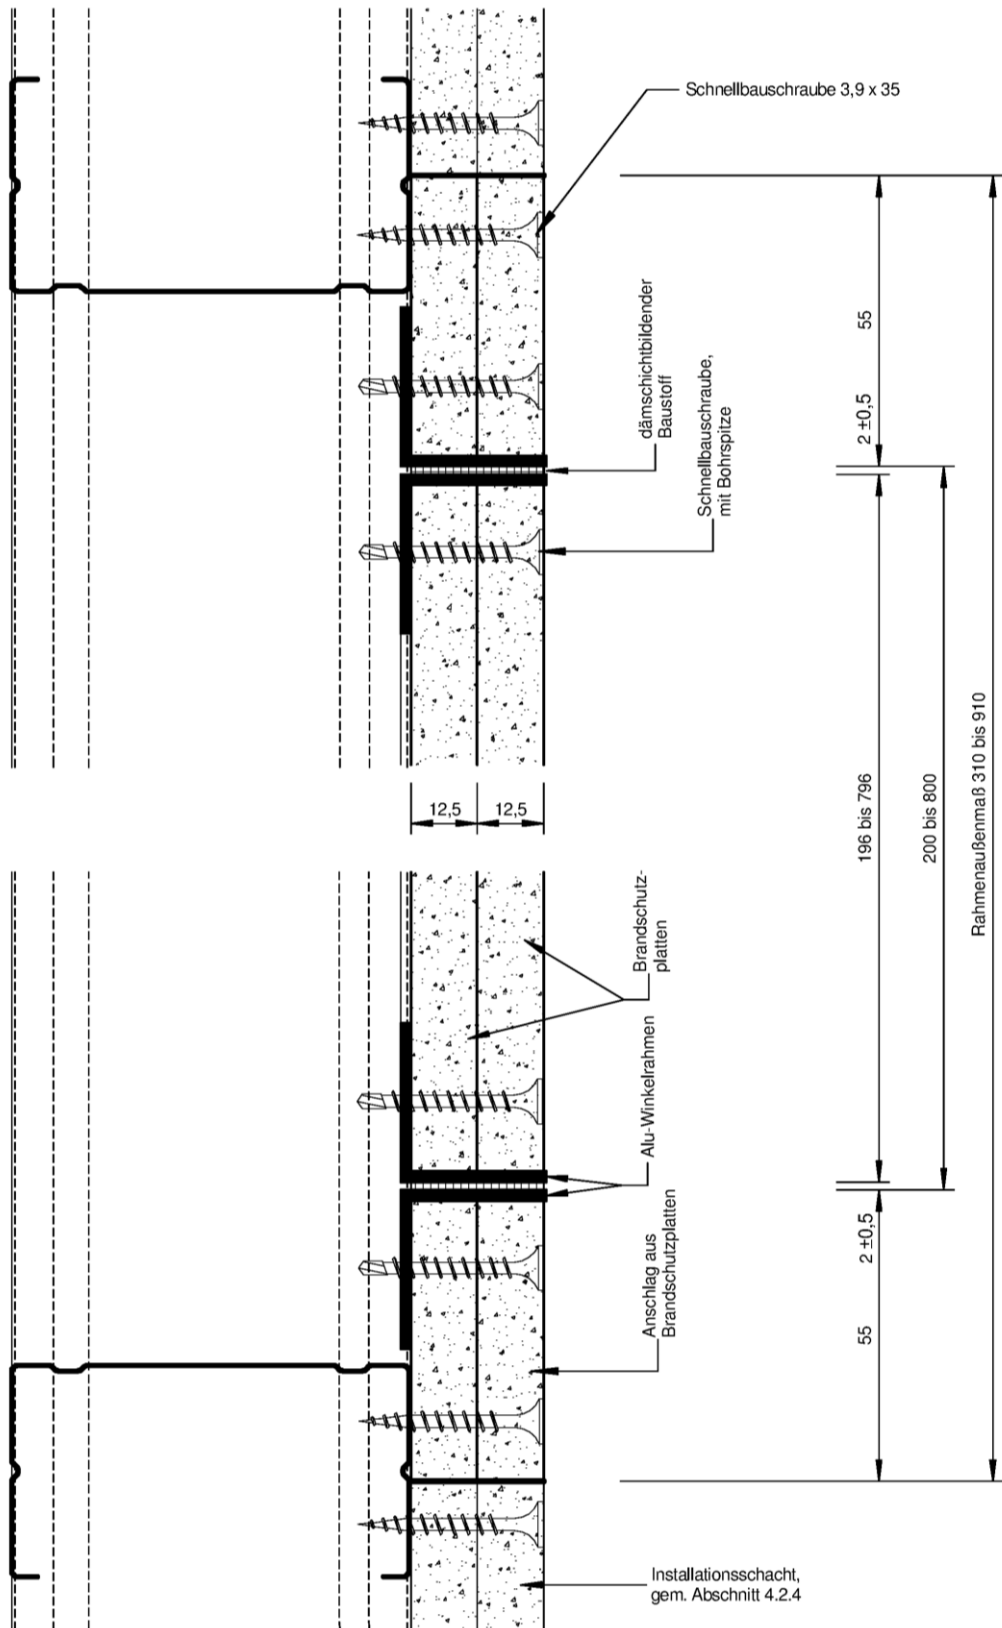 Schnellbauschraube 3,9 x 35
dämschichtbildender
Baustoff
Schnellbauschraube,
mit Bohrspitze
55
2 ±0,5
12,5
12,5
196 bis 796
200 bis 800
Rahmenaußenmaß 310 bis 910
Brandschutz-
platten
Alu-Winkelrahmen
Anschlag aus
Brandschutzplatten
2 ±0,5
55
Installationsschacht,
gem. Abschnitt 4.2.4